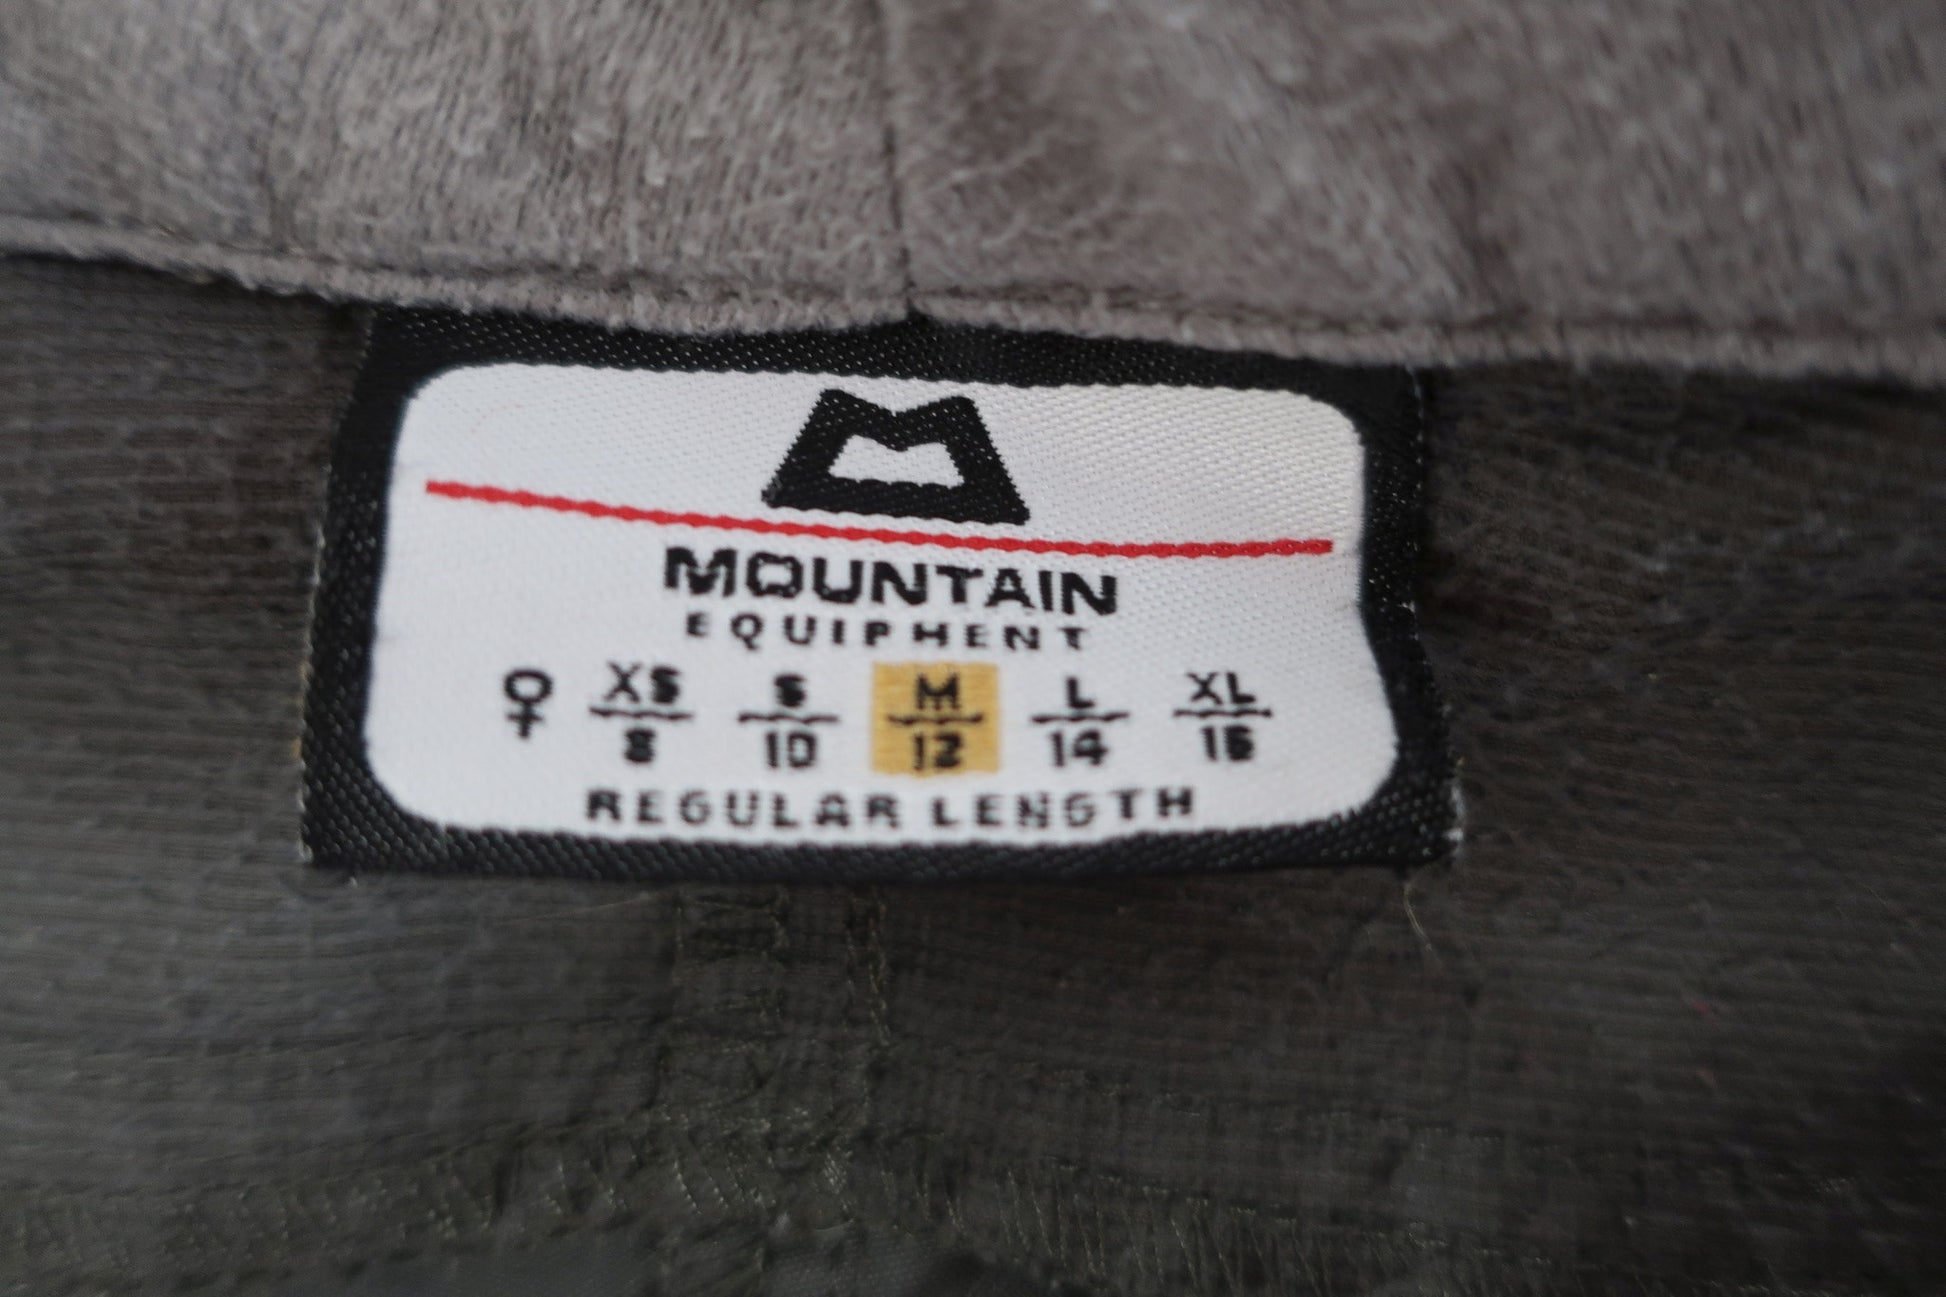 MOUNTAIN
EQUIPMENT
♀ XS/8 S/10 M/12 L/14 XL/16
REGULAR LENGTH